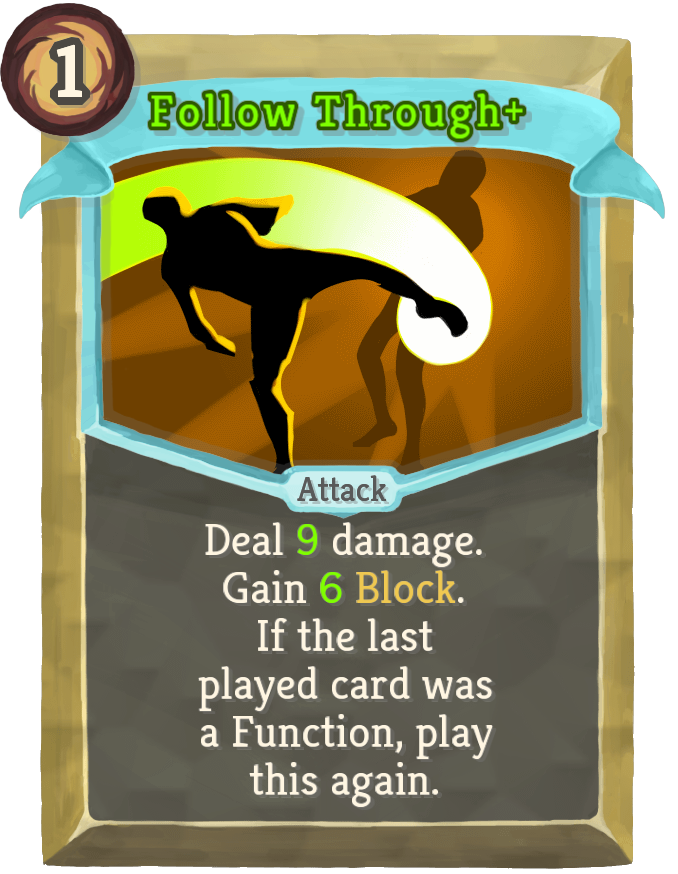 1
Follow Through+
Attack
Deal 9 damage.
Gain 6 Block.
If the last
played card was
a Function, play
this again.